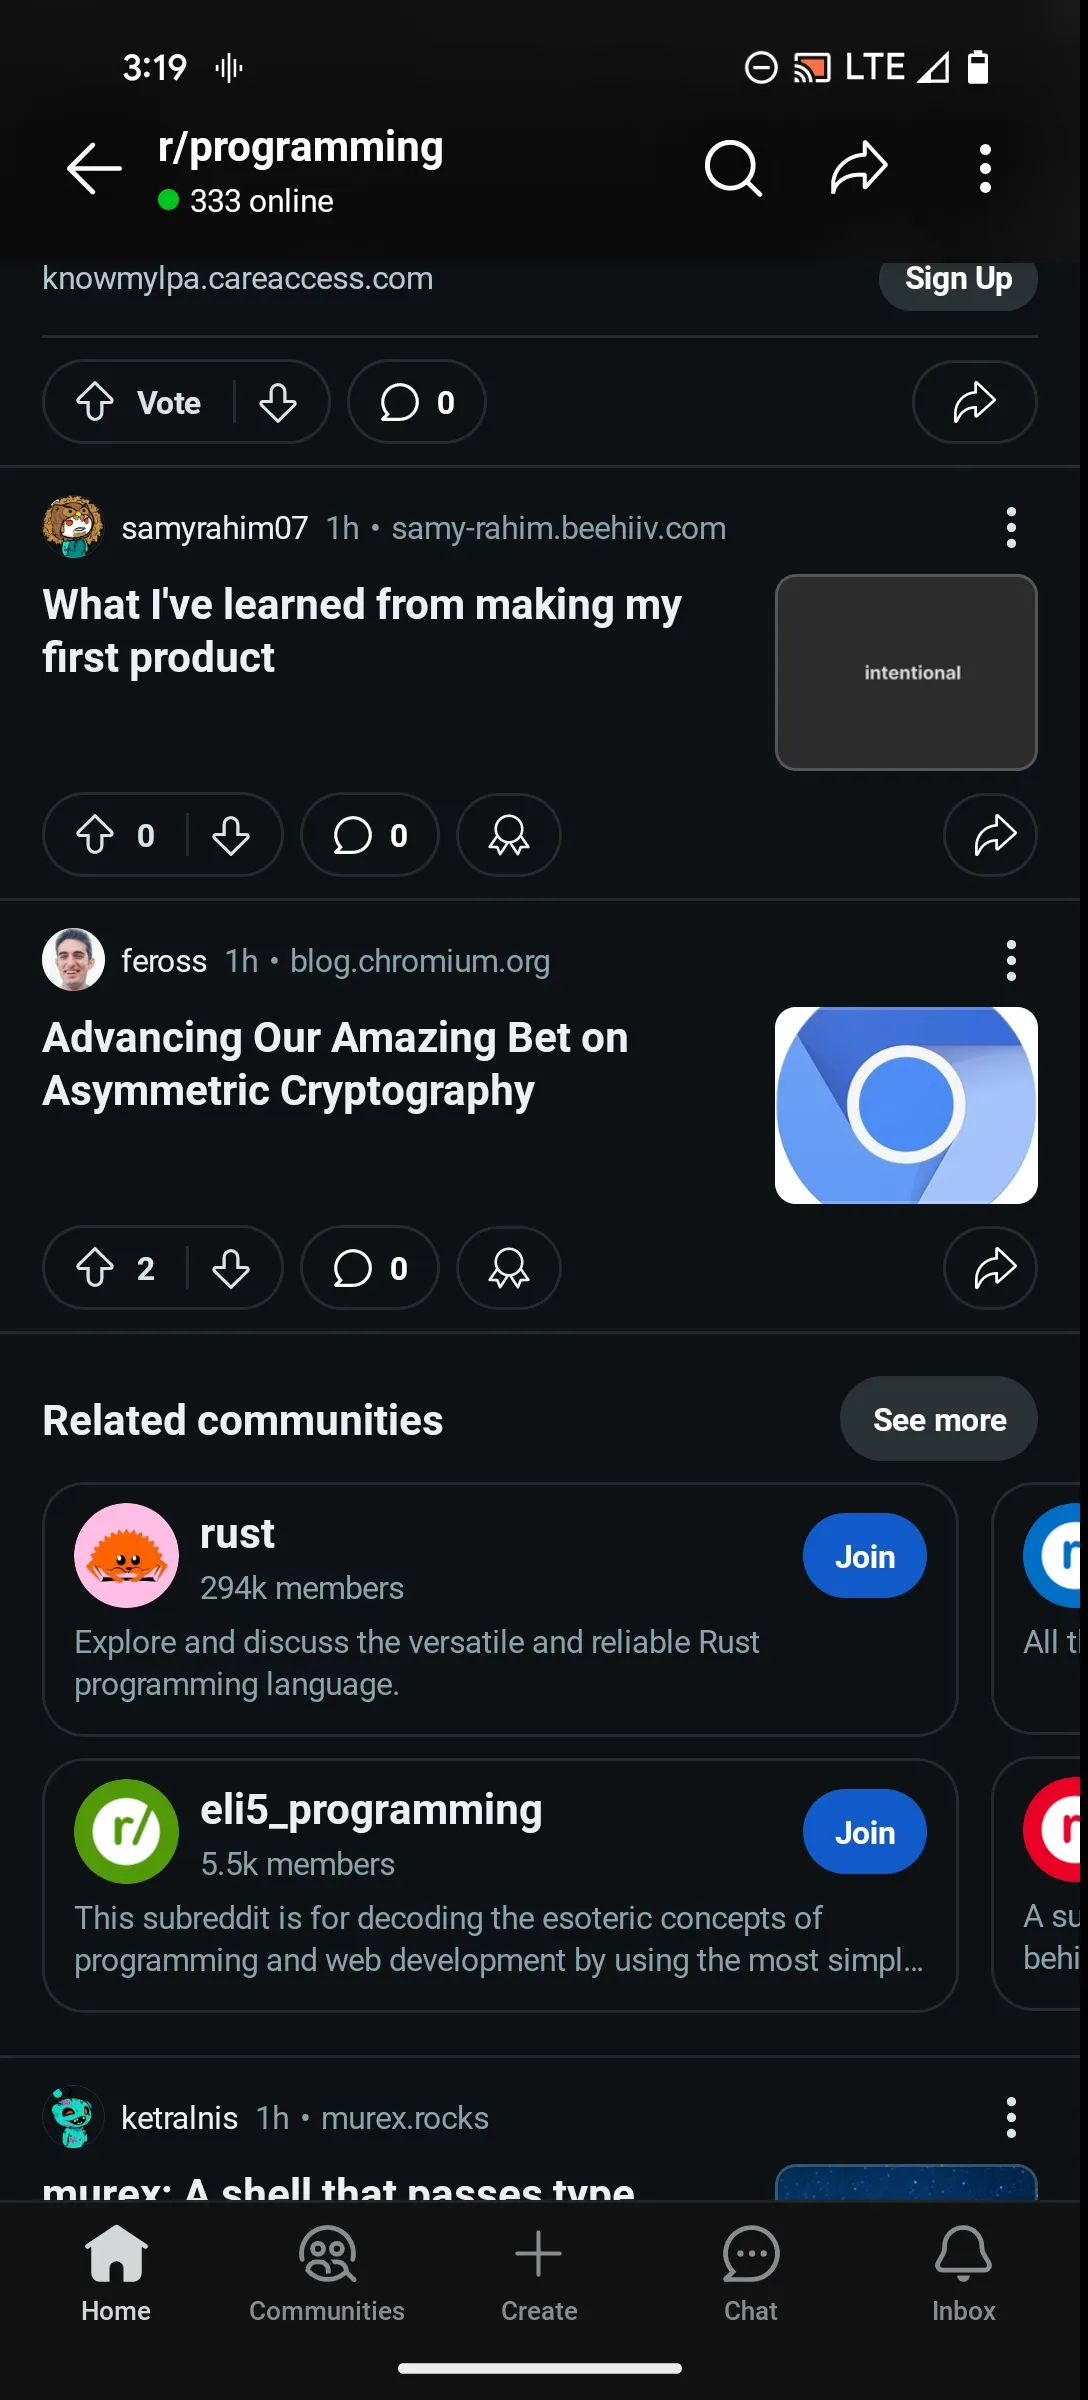 3:19
LTE
r/programming
333 online
knowmylpa.careaccess.com
Sign Up
Vote
0
samyrahim07 1h • samy-rahim.beehiiv.com
What I've learned from making my
first product
intentional
0
0
feross 1h • blog.chromium.org
Advancing Our Amazing Bet on
Asymmetric Cryptography
2
0
Related communities
See more
rust
294k members
Join
Explore and discuss the versatile and reliable Rust
programming language.
All
r/
eli5_programming
5.5k members
Join
This subreddit is for decoding the esoteric concepts of
programming and web development by using the most simpl...
A su
behi
ketralnis 1h • murex.rocks
murex: A shell that passes type
Home
Communities
Create
Chat
Inbox